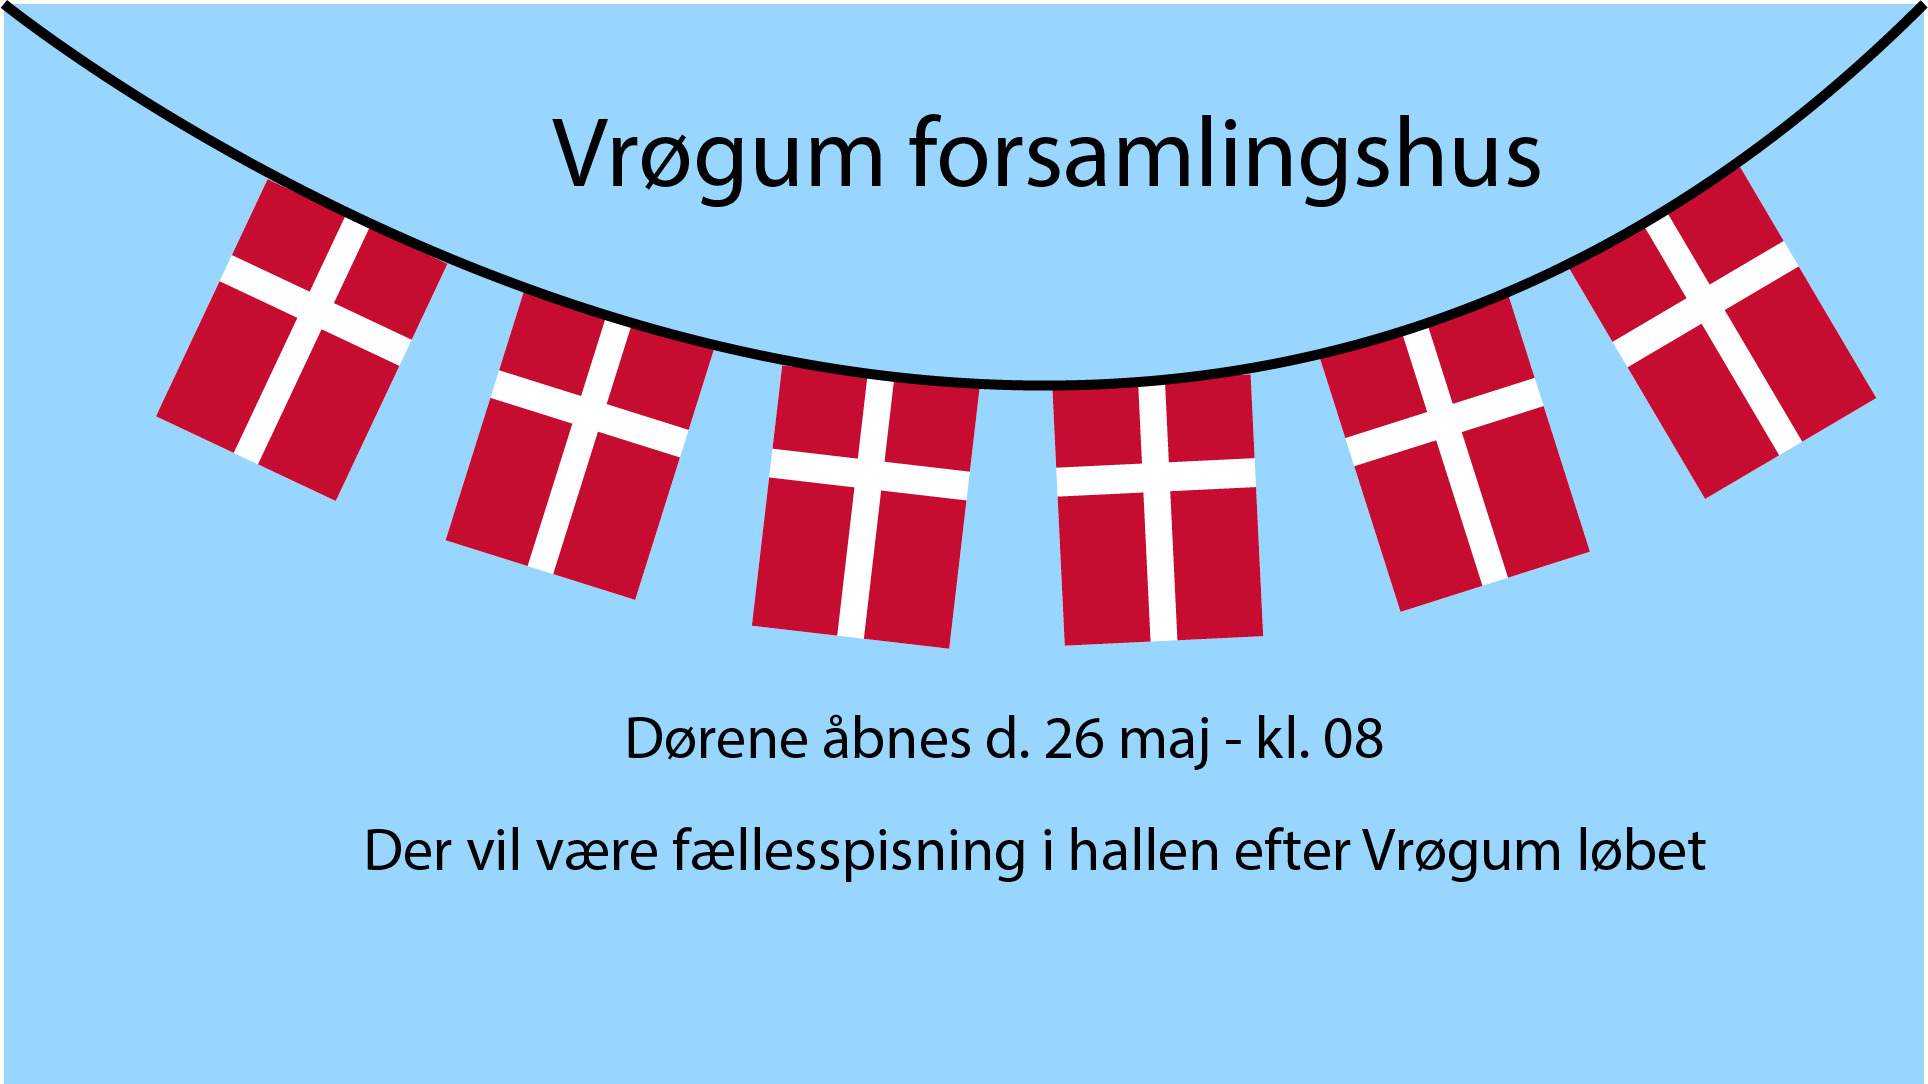 Vrøgum forsamlingshus
Dørene åbnes d. 26 maj - kl. 08
Der vil være fællesspisning i hallen efter Vrøgum løbet